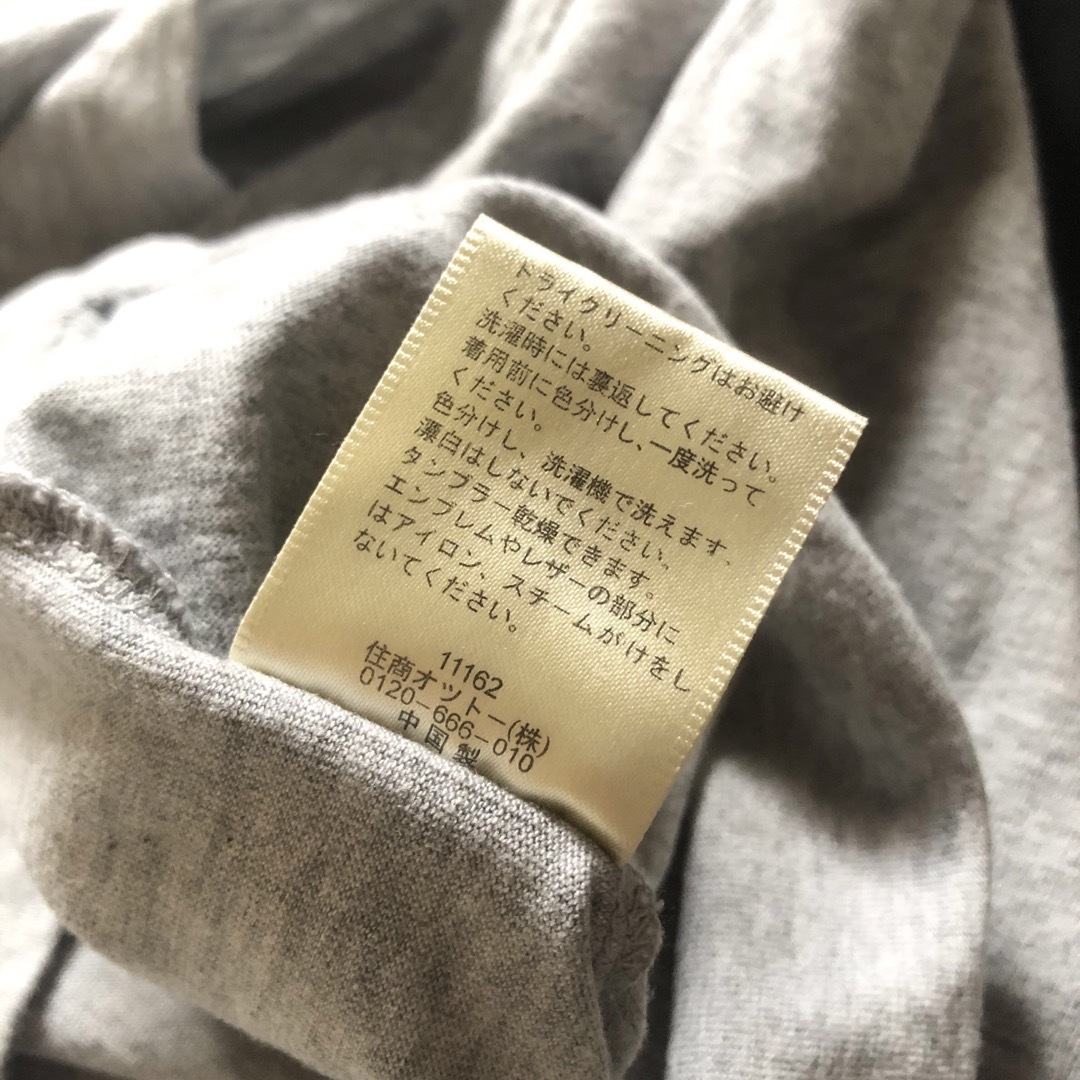 トライクリーニングはお避け
ください。
洗濯時には裏返してください。
着用前に色分けし、一度洗って
ください。
色分けし、洗濯機で洗えます。
漂白はしないでください。
タンブラー乾燥できます。
エンブレムやレザーの部分に
はアイロン、スチームがけをし
ないてください。
11162
住商オットー(株)
0120-666-010
中国製